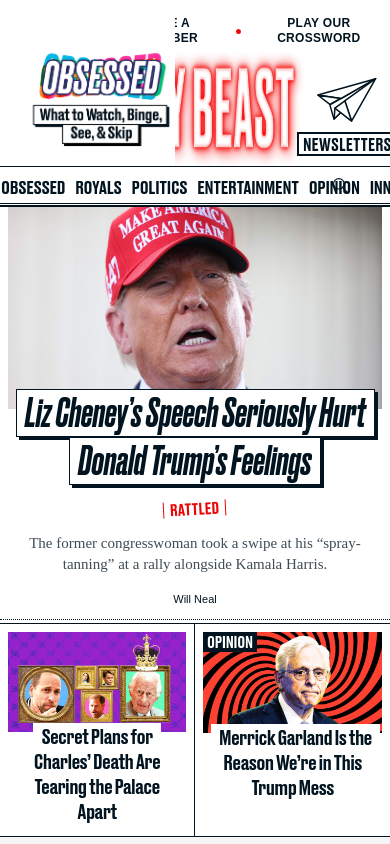 E A
BER
PLAY OUR
CROSSWORD
OBSESSED
What to Watch, Binge,
See, & Skip
Y BEAST
NEWSLETTERS
OBSESSED ROYALS POLITICS ENTERTAINMENT OPINION INN
MAKE AMERICA
GREAT AGAIN
47
Liz Cheney’s Speech Seriously Hurt
Donald Trump’s Feelings
RATTLED
The former congresswoman took a swipe at his “spray-
tanning” at a rally alongside Kamala Harris.
Will Neal
Secret Plans for
Charles’ Death Are
Tearing the Palace
Apart
OPINION
Merrick Garland Is the
Reason We’re in This
Trump Mess